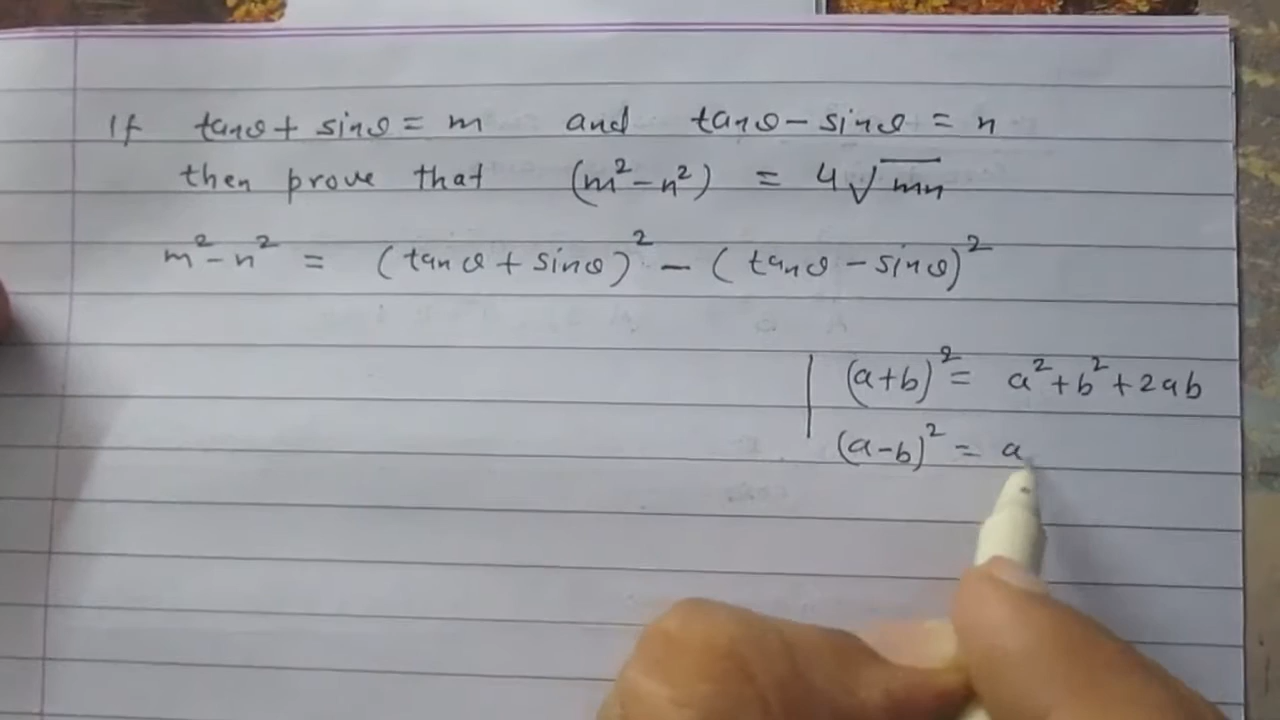 If tanθ + sinθ = m and tanθ - sinθ = n
then prove that (m² - n²) = 4√mn
m² - n² = (tanθ + sinθ)² - (tanθ - sinθ)²
(a+b)² = a² + b² + 2ab
(a-b)² = a